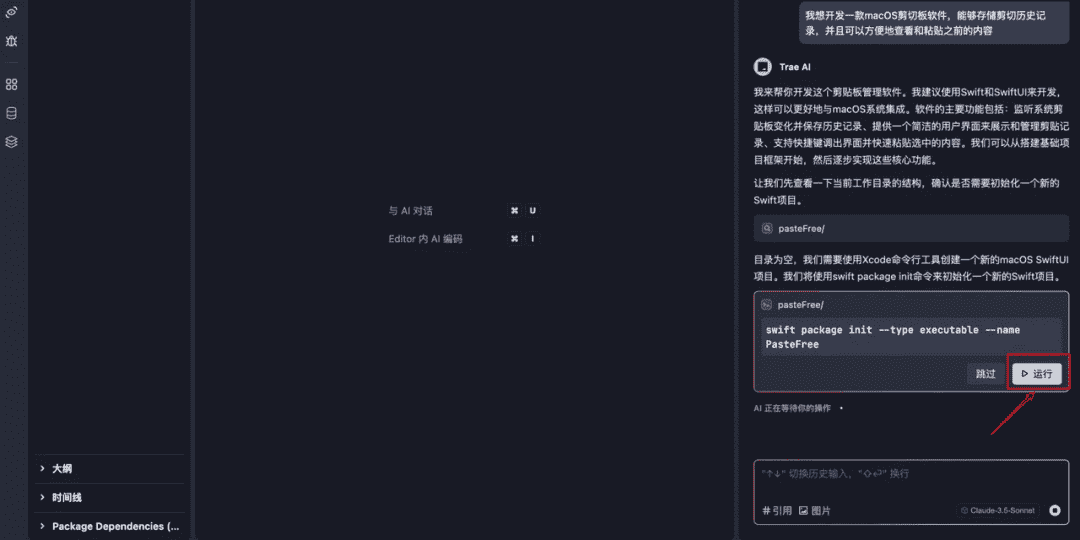 我想开发一款macOS剪切板软件，能够存储剪切历史记
录，并且可以方便地查看和粘贴之前的内容
Trae AI
我来帮你开发这个剪贴板管理软件。我建议使用Swift和SwiftUI来开发，
这样可以更好地与macOS系统集成。软件的主要功能包括：监听系统剪
贴板变化并保存历史记录、提供一个简洁的用户界面来展示和管理剪贴记
录、支持快捷键调出界面并快速粘贴选中的内容。我们可以从搭建基础项
目框架开始，然后逐步实现这些核心功能。
让我们先查看一下当前工作目录的结构，确认是否需要初始化一个新的
Swift项目。
pasteFree/
目录为空，我们需要使用Xcode命令行工具创建一个新的macOS SwiftUI
项目。我们将使用swift package init命令来初始化一个新的Swift项目。
pasteFree/
swift package init --type executable --name
PasteFree
跳过 运行
AI 正在等待你的操作
与 AI 对话 ⌘ U
Editor 内 AI 编码 ⌘ I
大纲
时间线
Package Dependencies (...
"↑↓" 切换历史输入，"⇧⏎" 换行
# 引用 图片 Claude-3.5-Sonnet